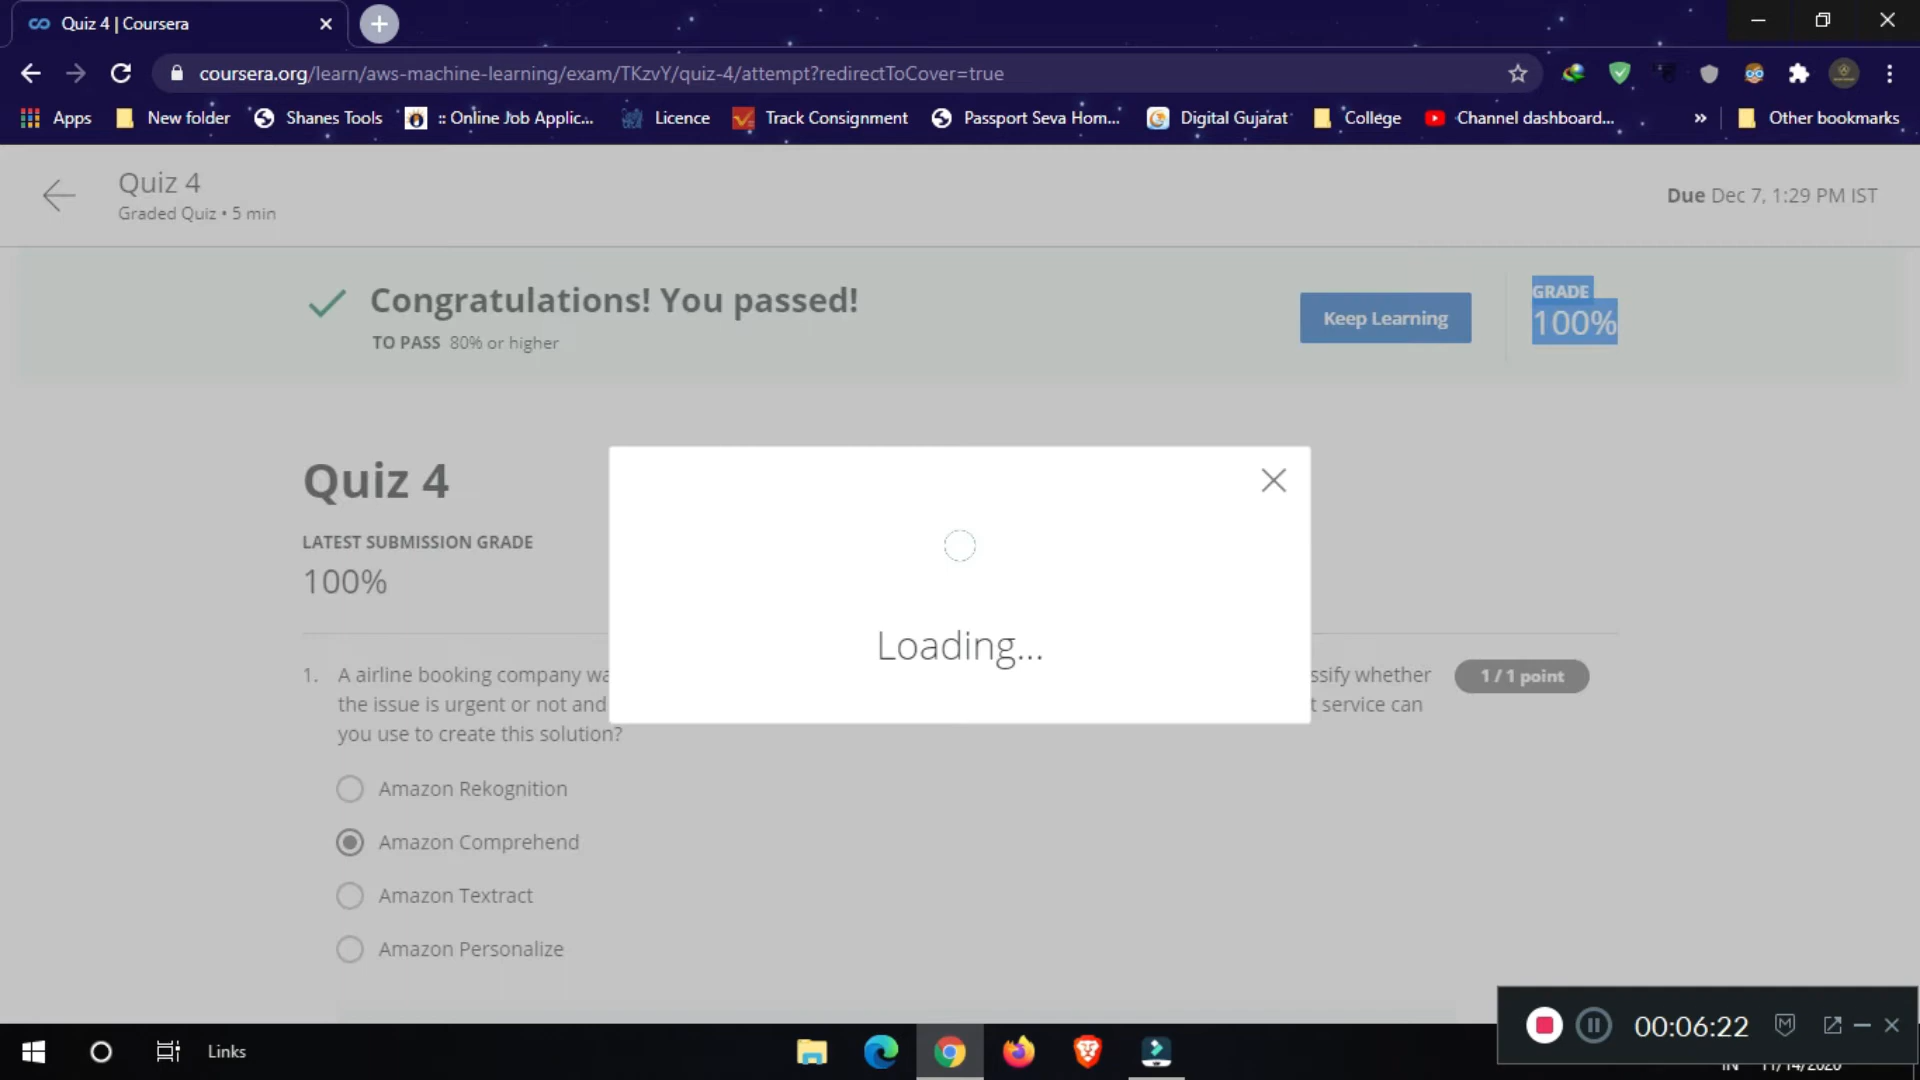 Quiz 4 | Coursera
coursera.org/learn/aws-machine-learning/exam/TKzvY/quiz-4/attempt?redirectToCover=true
Apps New folder Shanes Tools :: Online Job Applic... Licence Track Consignment Passport Seva Hom... Digital Gujarat College Channel dashboard... » Other bookmarks
Quiz 4
Graded Quiz • 5 min
Due Dec 7, 1:29 PM IST
Congratulations! You passed!
TO PASS 80% or higher
Keep Learning
GRADE
100%
Quiz 4
LATEST SUBMISSION GRADE
100%
Loading...
1. A airline booking company wa ssify whether
the issue is urgent or not and t service can
you use to create this solution?
1 / 1 point
Amazon Rekognition
Amazon Comprehend
Amazon Textract
Amazon Personalize
00:06:22
Links
IN 11/14/2020